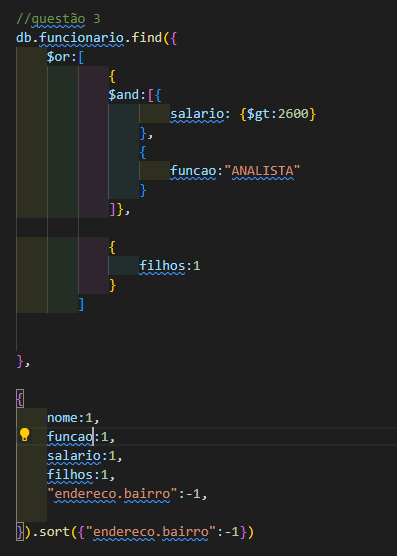 //questão 3
db.funcionario.find({
$or:[
{
$and:[{
salario: {$gt:2600}
},
{
funcao:"ANALISTA"
}
]},
{
filhos:1
}
]
},
{
nome:1,
funcao:1,
salario:1,
filhos:1,
"endereco.bairro":-1,
}).sort({"endereco.bairro":-1})